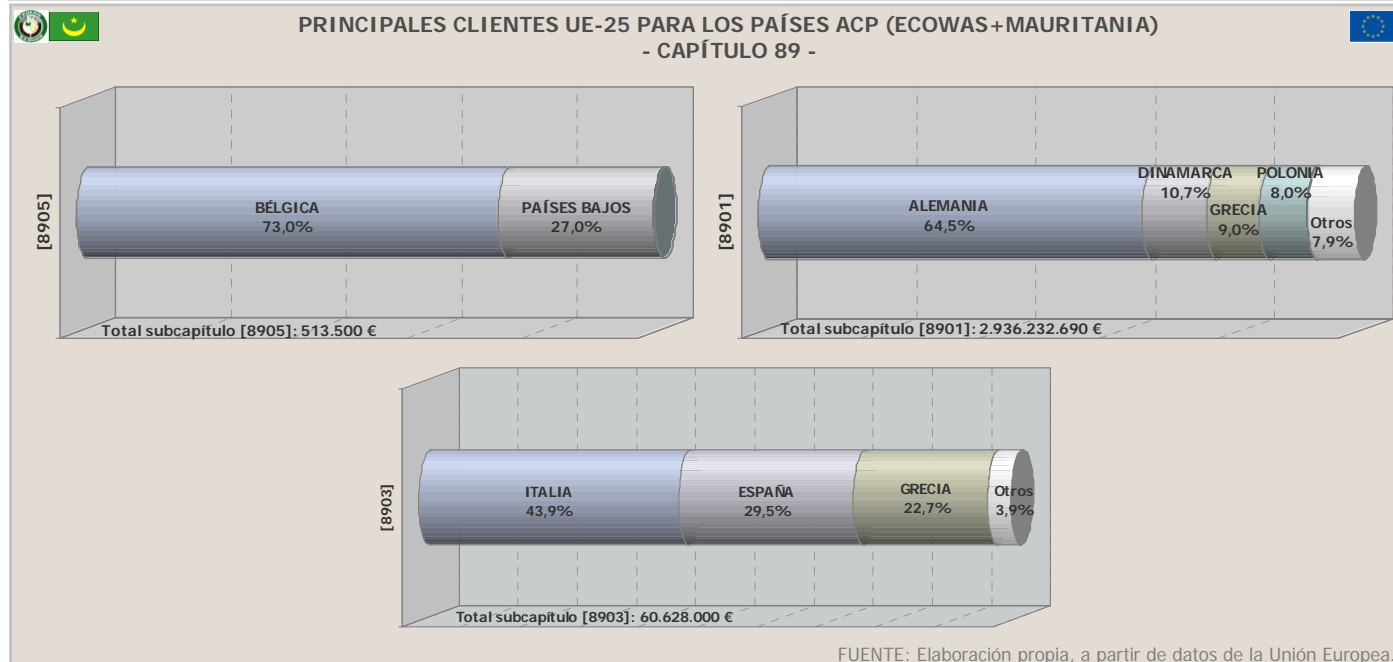 PRINCIPALES CLIENTES UE-25 PARA LOS PAÍSES ACP (ECOWAS+MAURITANIA)
- CAPÍTULO 89 -
[8905]
BÉLGICA
73,0%
PAÍSES BAJOS
27,0%
Total subcapítulo [8905]: 513.500 €
[8901]
ALEMANIA
64,5%
DINAMARCA
10,7%
GRECIA
9,0%
POLONIA
8,0%
Otros
7,9%
Total subcapítulo [8901]: 2.936.232.690 €
[8903]
ITALIA
43,9%
ESPAÑA
29,5%
GRECIA
22,7%
Otros
3,9%
Total subcapítulo [8903]: 60.628.000 €
FUENTE: Elaboración propia, a partir de datos de la Unión Europea.